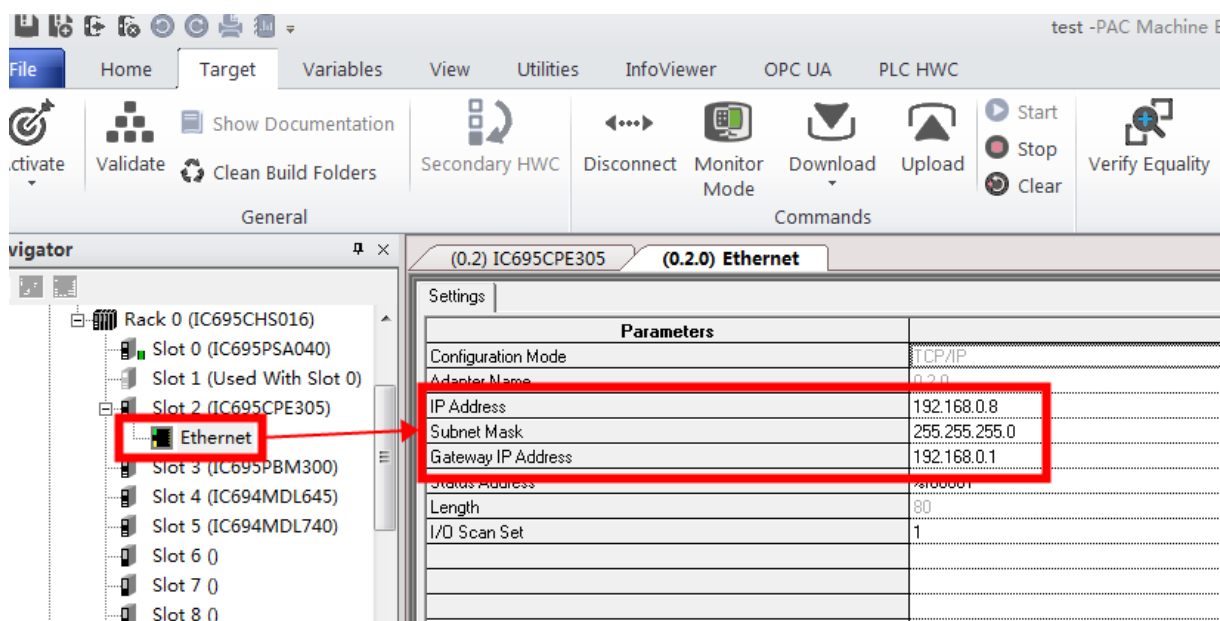 test -PAC Machine E
File Home Target Variables View Utilities InfoViewer OPC UA PLC HWC
ctivate Validate Show Documentation Clean Build Folders Secondary HWC Disconnect Monitor Mode Download Upload Start Stop Clear Verify Equality
General Commands
vigator
(0.2) IC695CPE305 (0.2.0) Ethernet
Settings
Rack 0 (IC695CHS016)
Slot 0 (IC695PSA040)
Slot 1 (Used With Slot 0)
Slot 2 (IC695CPE305)
Ethernet
Slot 3 (IC695PBM300)
Slot 4 (IC694MDL645)
Slot 5 (IC694MDL740)
Slot 6 ()
Slot 7 ()
Slot 8 ()
Parameters
Configuration Mode TCP/IP
Adapter Name 0.2.0
IP Address 192.168.0.8
Subnet Mask 255.255.255.0
Gateway IP Address 192.168.0.1
Status Address %I00001
Length 80
I/O Scan Set 1